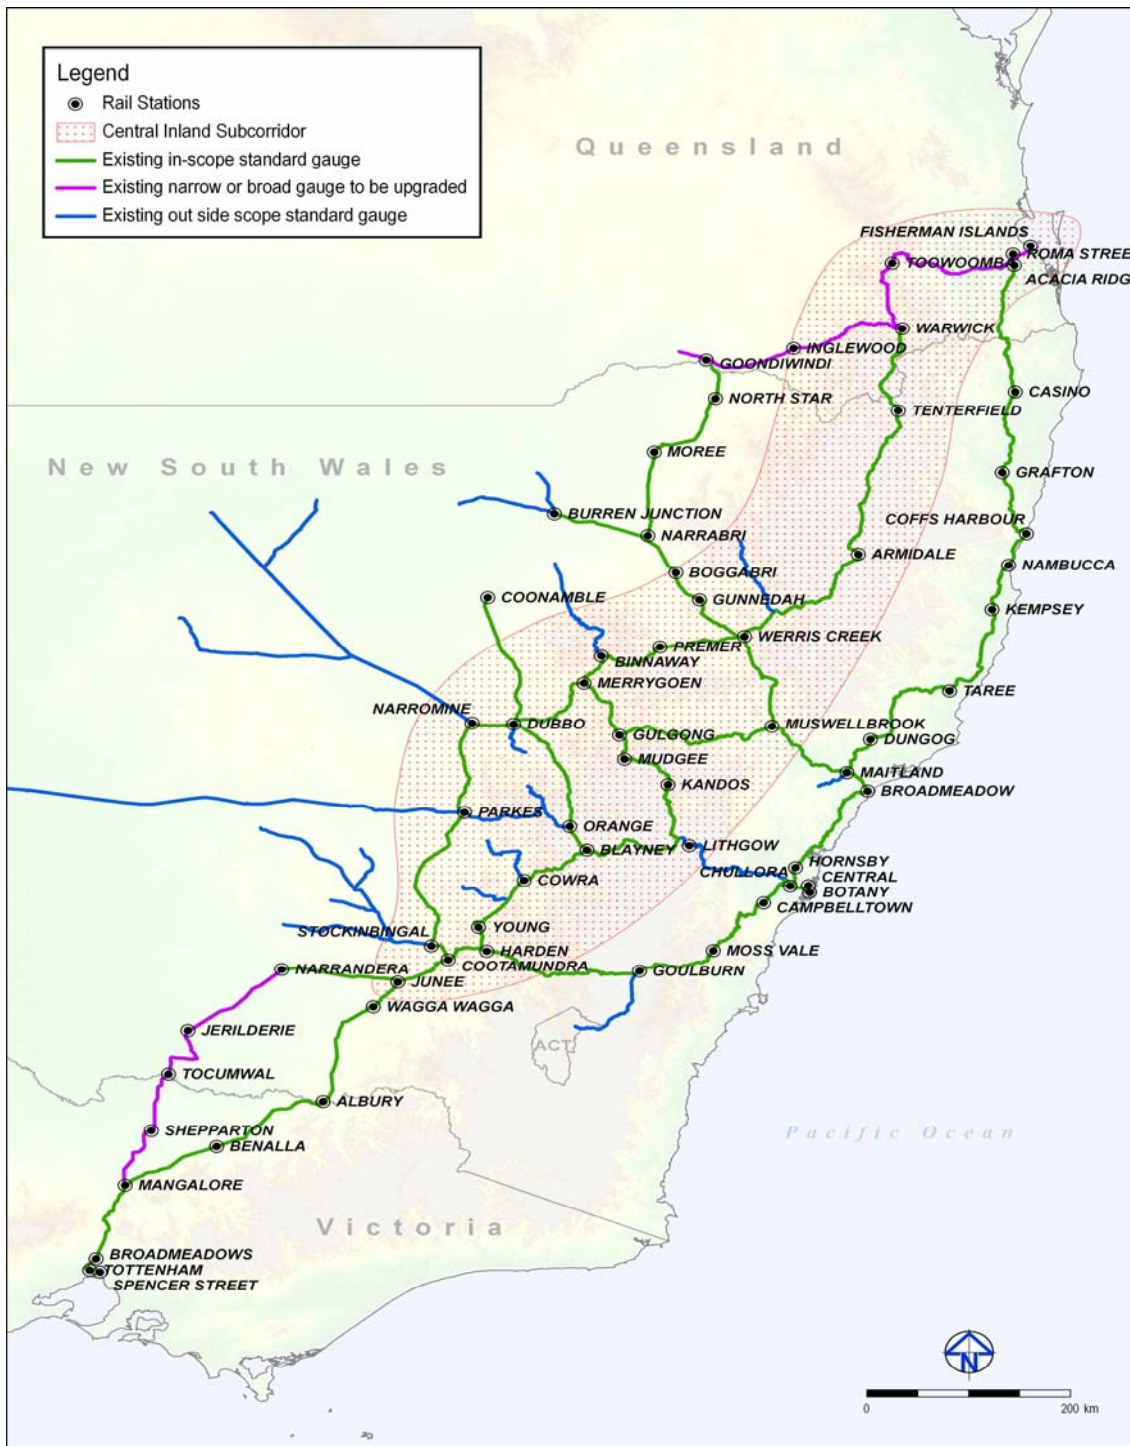 Legend
Rail Stations
Central Inland Subcorridor
Existing in-scope standard gauge
Existing narrow or broad gauge to be upgraded
Existing out side scope standard gauge
Queensland
FISHERMAN ISLANDS
ROMA STREE
TOOWOOMBA
ACACIA RIDG
WARWICK
INGLEWOOD
GOONDIWINDI
CASINO
NORTH STAR
TENTERFIELD
MOREE
New South Wales
GRAFTON
BURREN JUNCTION
COFFS HARBOUR
NARRABRI
ARMIDALE
NAMBUCCA
BOGGABRI
COONAMBLE
GUNNEDAH
KEMPSEY
WERRIS CREEK
PREMER
BINNAWAY
MERRYGOEN
TAREE
NARROMINE
DUBBO
MUSWELLBROOK
GULGONG
DUNGOG
MUDGEE
MAITLAND
KANDOS
BROADMEADOW
PARKES
ORANGE
LITHGOW
BLAYNEY
HORNSBY
CHULLORA
CENTRAL
COWRA
BOTANY
CAMPBELLTOWN
YOUNG
STOCKINBINGAL
HARDEN
MOSS VALE
COOTAMUNDRA
NARRANDERA
GOULBURN
JUNEE
WAGGA WAGGA
JERILDERIE
ACT
TOCUMWAL
ALBURY
SHEPPARTON
Pacific Ocean
BENALLA
MANGALORE
Victoria
BROADMEADOWS
TOTTENHAM
SPENCER STREET
N
0 200 km